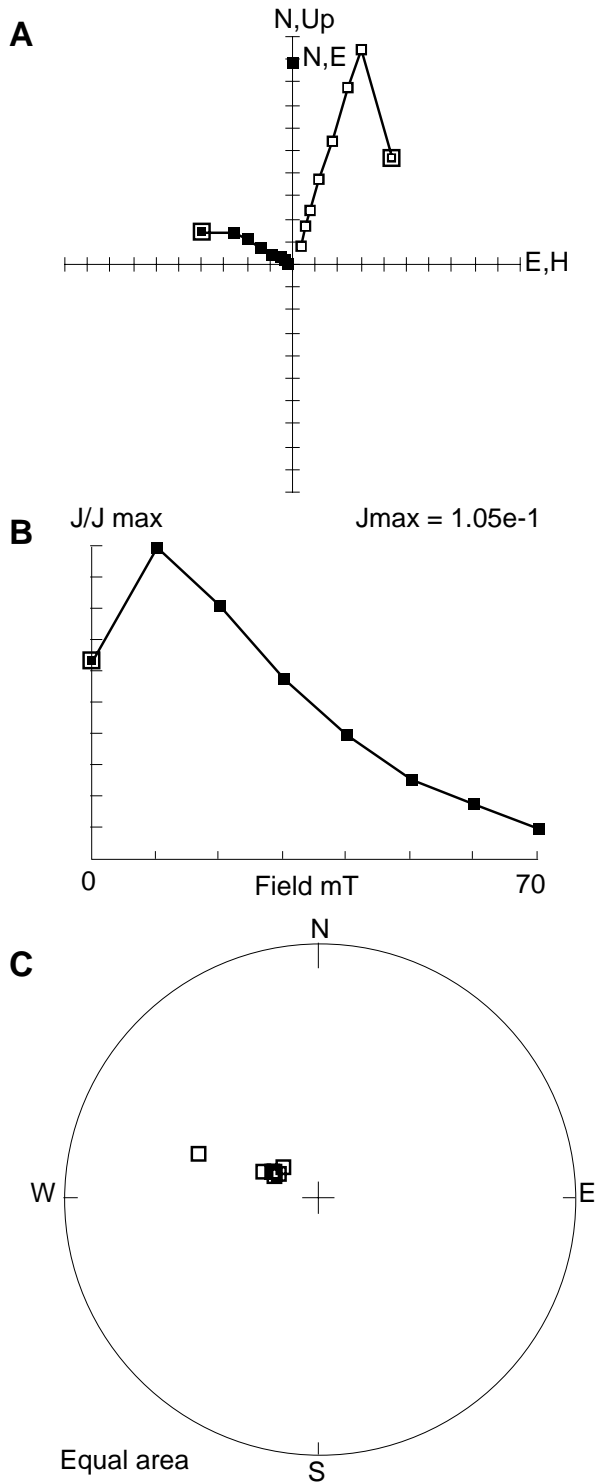 A
N,Up
N,E
E,H
B
J/J max
Jmax = 1.05e-1
0
Field mT
70
C
N
W
E
S
Equal area